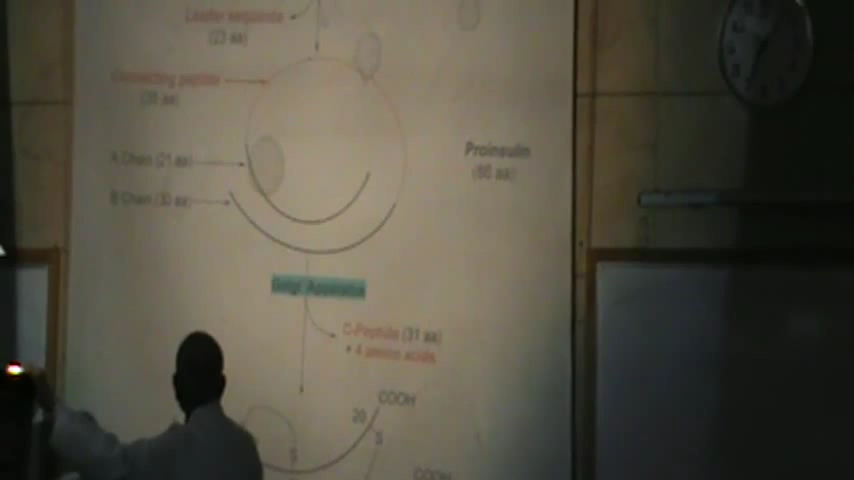 Leader sequence
(23 aa)
Connecting peptide
(35 aa)
A Chain (21 aa)
Proinsulin
(86 aa)
B Chain (30 aa)
Golgi Apparatus
C-Peptide (31 aa)
+ 4 amino acids
COOH
20
S
S
COOH